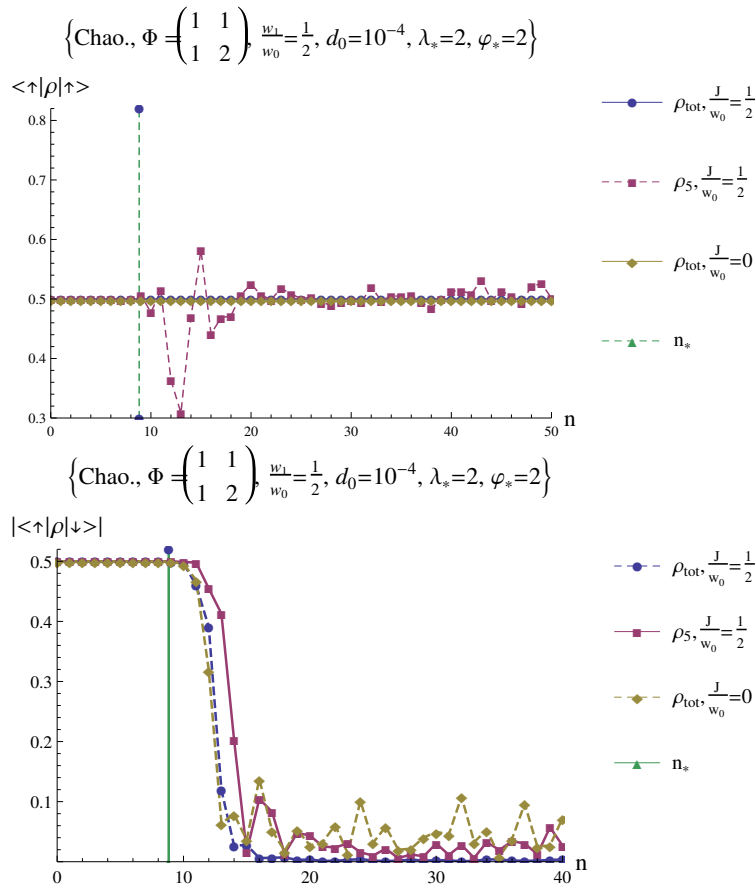 {Chao., Φ = (1 1
1 2), w₁/w₀ = 1/2, d₀=10⁻⁴, λ*=2, φ*=2}
<↑|ρ|↑>
0.8
0.7
0.6
0.5
0.4
0.3
0 10 20 30 40 50
n
ρtot, J/w₀ = 1/2
ρ₅, J/w₀ = 1/2
ρtot, J/w₀ = 0
n*
{Chao., Φ = (1 1
1 2), w₁/w₀ = 1/2, d₀=10⁻⁴, λ*=2, φ*=2}
|<↑|ρ|↓>|
0.5
0.4
0.3
0.2
0.1
0 10 20 30 40
n
ρtot, J/w₀ = 1/2
ρ₅, J/w₀ = 1/2
ρtot, J/w₀ = 0
n*